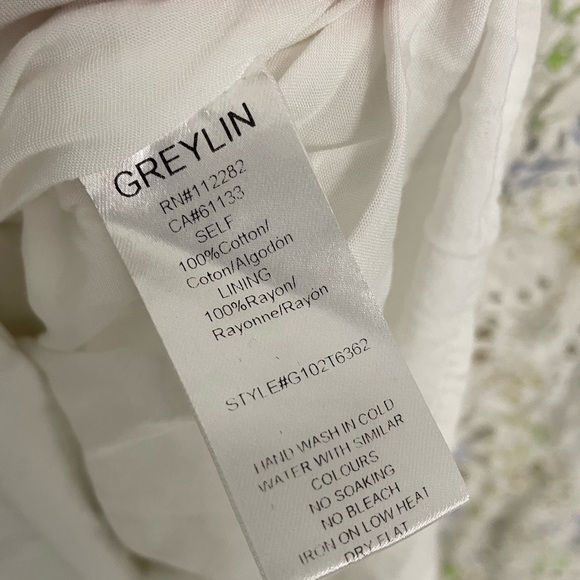 GREYLIN
RN#112282
CA#61133
SELF
100%Cotton/
Coton/Algodón
LINING
100%Rayon/
Rayonne/Rayón
STYLE#G102T6362
HAND WASH IN COLD
WATER WITH SIMILAR
COLOURS
NO SOAKING
NO BLEACH
IRON ON LOW HEAT
DRY FLAT